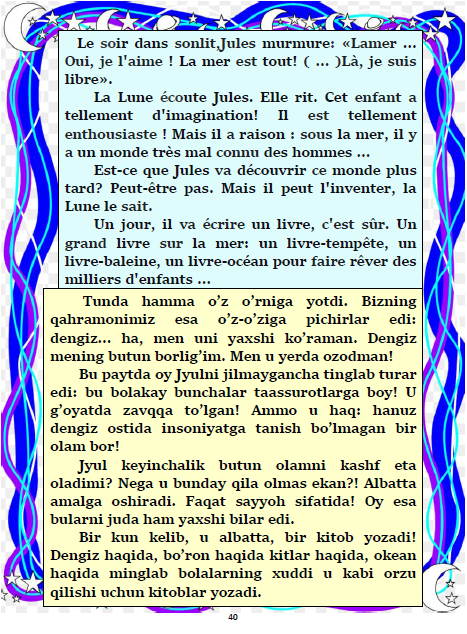 Le soir dans sonlit,Jules murmure: «Lamer ...
Oui, je l'aime ! La mer est tout! ( ... )Là, je suis
libre».
La Lune écoute Jules. Elle rit. Cet enfant a
tellement d'imagination! Il est tellement
enthousiaste ! Mais il a raison : sous la mer, il y
a un monde très mal connu des hommes ...
Est-ce que Jules va découvrir ce monde plus
tard? Peut-être pas. Mais il peut l'inventer, la
Lune le sait.
Un jour, il va écrire un livre, c'est sûr. Un
grand livre sur la mer: un livre-tempête, un
livre-baleine, un livre-océan pour faire rêver des
milliers d'enfants ...
Tunda hamma o’z o’rniga yotdi. Bizning
qahramonimiz esa o’z-o’ziga pichirlar edi:
dengiz... ha, men uni yaxshi ko’raman. Dengiz
mening butun borlig’im. Men u yerda ozodman!
Bu paytda oy Jyulni jilmaygancha tinglab turar
edi: bu bolakay bunchalar taassurotlarga boy! U
g’oyatda zavqqa to’lgan! Ammo u haq: hanuz
dengiz ostida insoniyatga tanish bo’lmagan bir
olam bor!
Jyul keyinchalik butun olamni kashf eta
oladimi? Nega u bunday qila olmas ekan?! Albatta
amalga oshiradi. Faqat sayyoh sifatida! Oy esa
bularni juda ham yaxshi bilar edi.
Bir kun kelib, u albatta, bir kitob yozadi!
Dengiz haqida, bo’ron haqida kitlar haqida, okean
haqida minglab bolalarning xuddi u kabi orzu
qilishi uchun kitoblar yozadi.
40